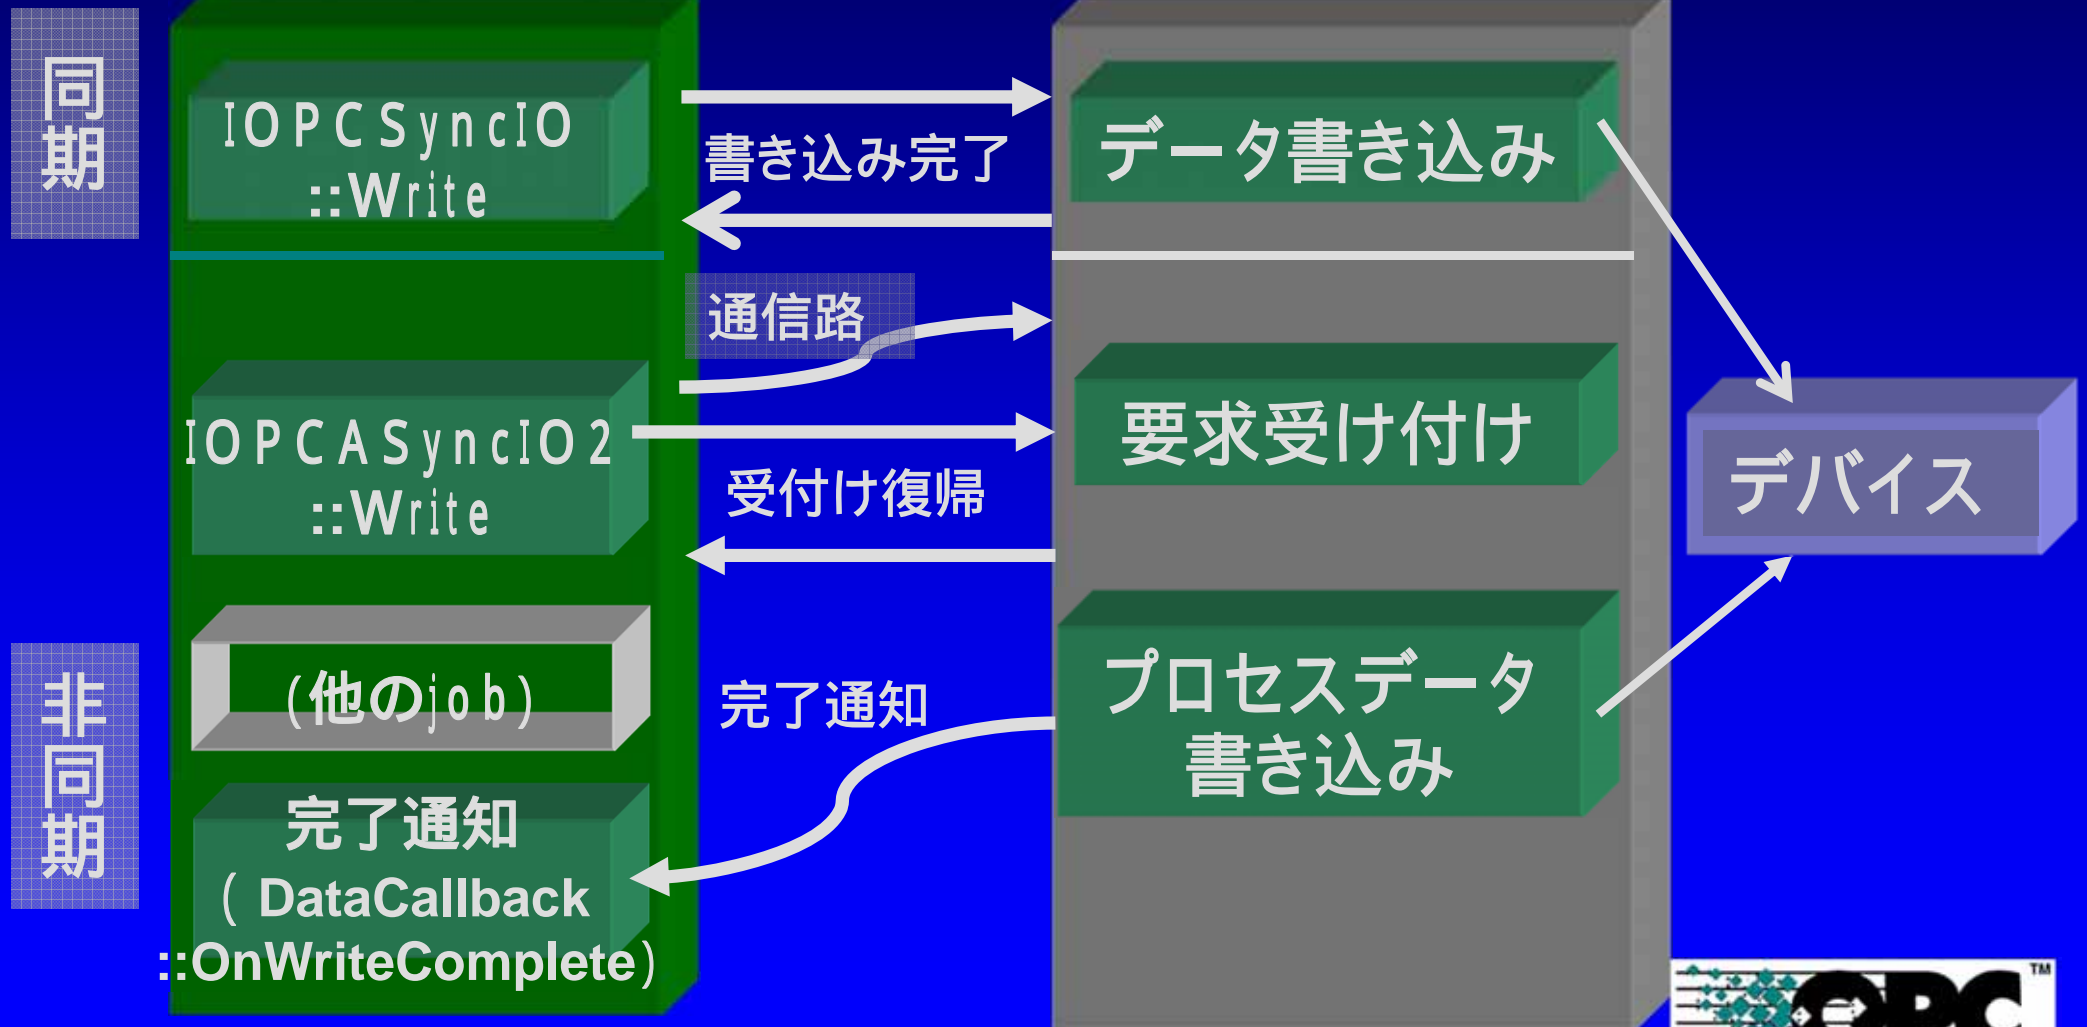 同期
IOPCSyncIO
::Write
書き込み完了
データ書き込み
通信路
IOPCASyncIO2
::Write
要求受け付け
受付け復帰
デバイス
非同期
(他のjob)
完了通知
プロセスデータ
書き込み
完了通知
( DataCallback
::OnWriteComplete)
OPC
TM